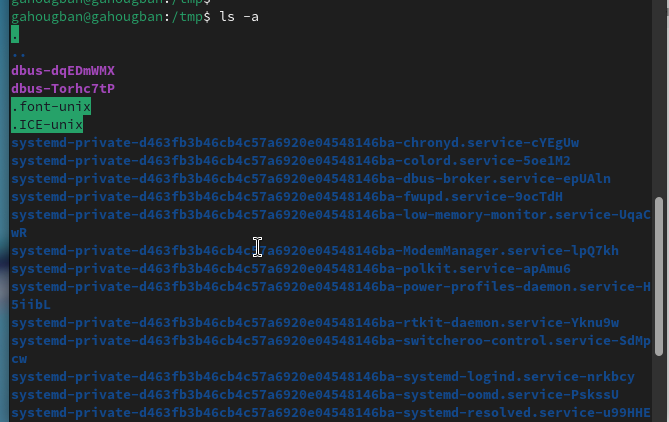 gahougban@gahougban:/tmp$
gahougban@gahougban:/tmp$ ls -a
.
..
dbus-dqEDmWMX
dbus-Torhc7tP
.font-unix
.ICE-unix
systemd-private-d463fb3b46cb4c57a6920e04548146ba-chronyd.service-cYEgUw
systemd-private-d463fb3b46cb4c57a6920e04548146ba-colord.service-5oe1M2
systemd-private-d463fb3b46cb4c57a6920e04548146ba-dbus-broker.service-epUAln
systemd-private-d463fb3b46cb4c57a6920e04548146ba-fwupd.service-9ocTdH
systemd-private-d463fb3b46cb4c57a6920e04548146ba-low-memory-monitor.service-UqaC
wR
systemd-private-d463fb3b46cb4c57a6920e04548146ba-ModemManager.service-lpQ7kh
systemd-private-d463fb3b46cb4c57a6920e04548146ba-polkit.service-apAmu6
systemd-private-d463fb3b46cb4c57a6920e04548146ba-power-profiles-daemon.service-H
5iibL
systemd-private-d463fb3b46cb4c57a6920e04548146ba-rtkit-daemon.service-Yknu9w
systemd-private-d463fb3b46cb4c57a6920e04548146ba-switcheroo-control.service-SdMp
cw
systemd-private-d463fb3b46cb4c57a6920e04548146ba-systemd-logind.service-nrkbcy
systemd-private-d463fb3b46cb4c57a6920e04548146ba-systemd-oomd.service-PskssU
systemd-private-d463fb3b46cb4c57a6920e04548146ba-systemd-resolved.service-u99HHE